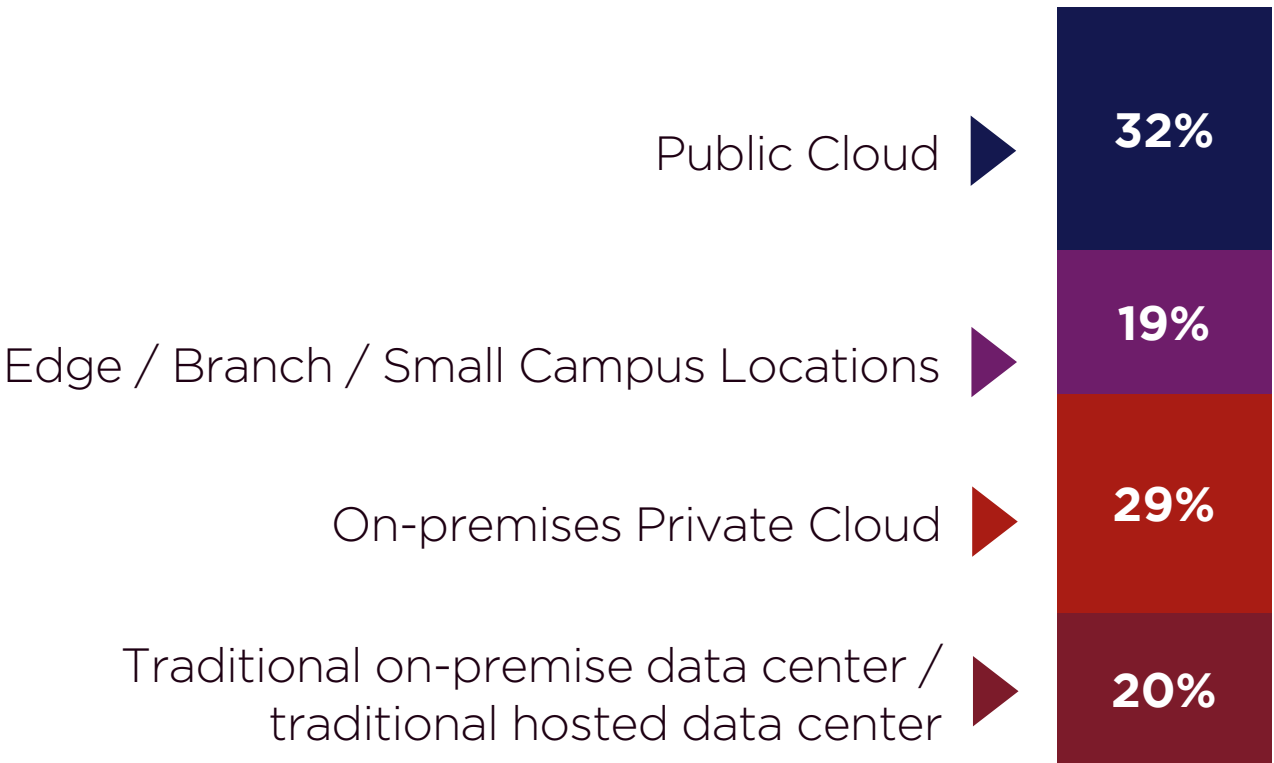 Public Cloud
32%
Edge / Branch / Small Campus Locations
19%
On-premises Private Cloud
29%
Traditional on-premise data center /
traditional hosted data center
20%